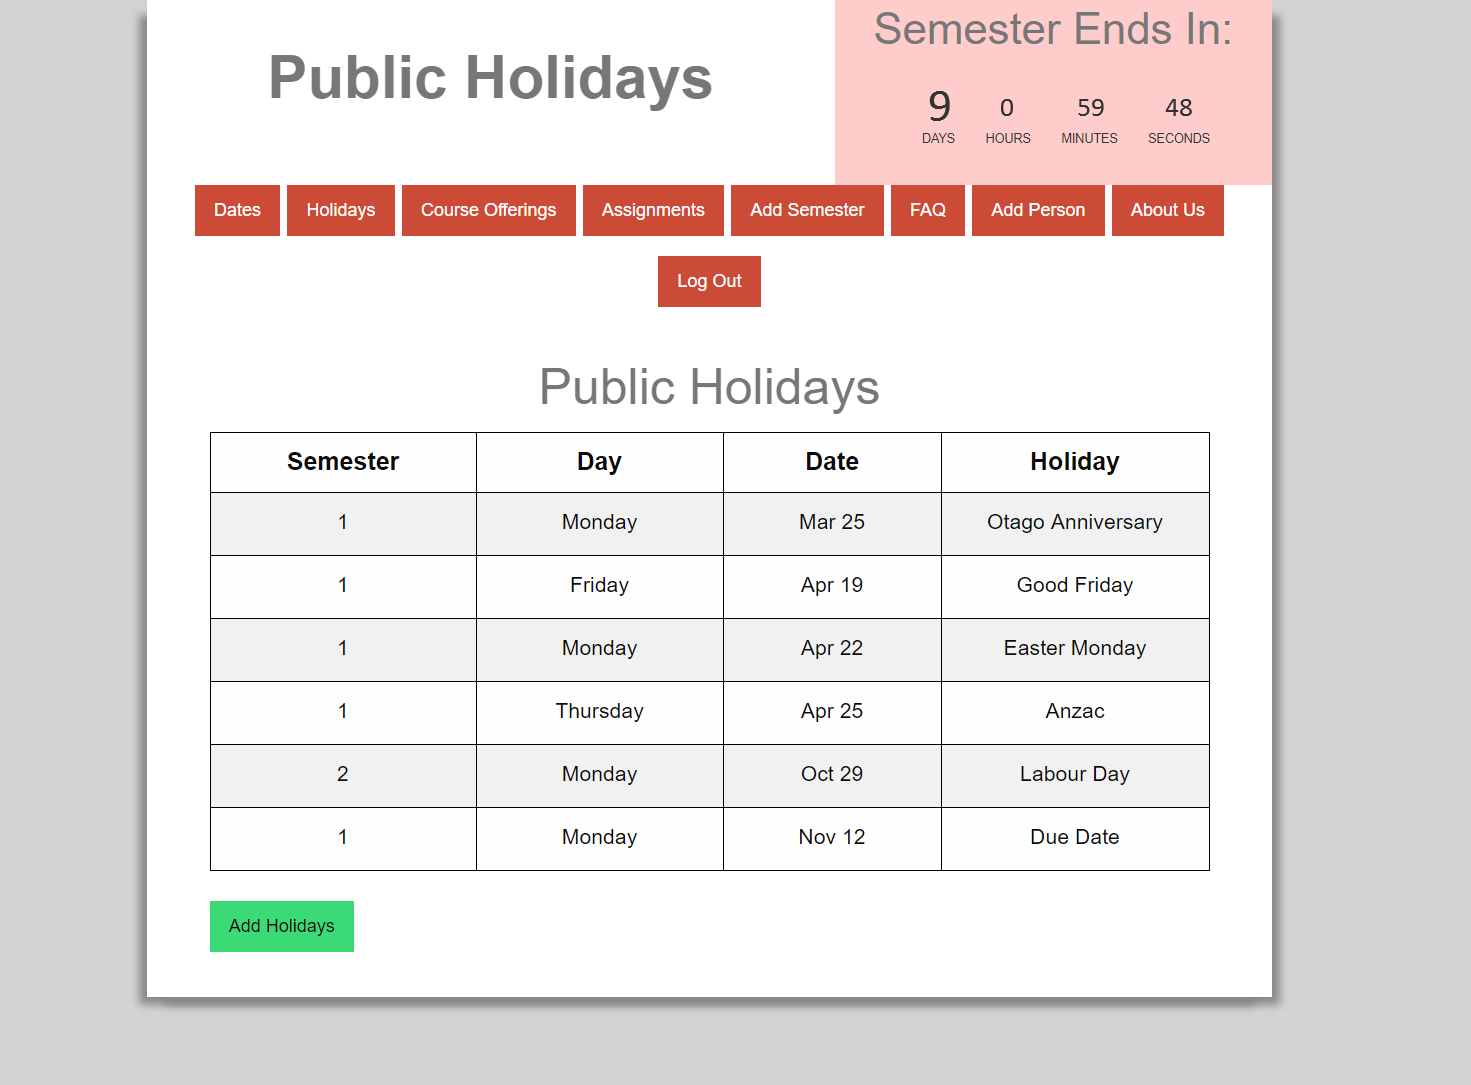 Public Holidays
Semester Ends In:
9 0 59 48
DAYS HOURS MINUTES SECONDS
Dates Holidays Course Offerings Assignments Add Semester FAQ Add Person About Us
Log Out
Public Holidays
Semester Day Date Holiday
1 Monday Mar 25 Otago Anniversary
1 Friday Apr 19 Good Friday
1 Monday Apr 22 Easter Monday
1 Thursday Apr 25 Anzac
2 Monday Oct 29 Labour Day
1 Monday Nov 12 Due Date
Add Holidays